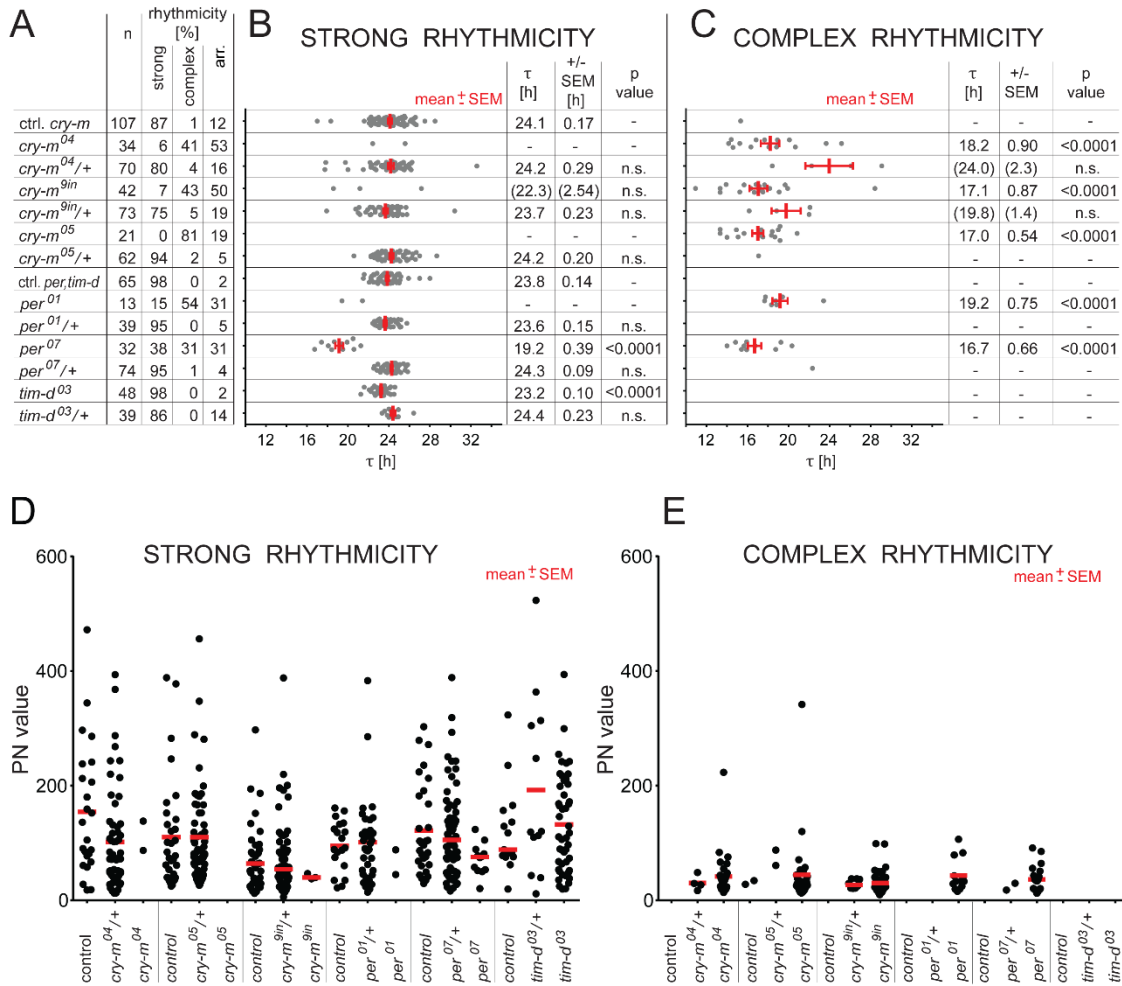 A
n
rhythmicity
[%]
strong
complex
arr.
ctrl. cry-m 107 87 1 12
cry-m04 34 6 41 53
cry-m04/+ 70 80 4 16
cry-m9in 42 7 43 50
cry-m9in/+ 73 75 5 19
cry-m05 21 0 81 19
cry-m05/+ 62 94 2 5
ctrl. per,tim-d 65 98 0 2
per01 13 15 54 31
per01/+ 39 95 0 5
per07 32 38 31 31
per07/+ 74 95 1 4
tim-d03 48 98 0 2
tim-d03/+ 39 86 0 14
B
STRONG RHYTHMICITY
mean ± SEM
τ [h] +/- SEM [h] p value
24.1 0.17 -
- - -
24.2 0.29 n.s.
(22.3) (2.54) n.s.
23.7 0.23 n.s.
- - -
24.2 0.20 n.s.
23.8 0.14 -
- - -
23.6 0.15 n.s.
19.2 0.39 <0.0001
24.3 0.09 n.s.
23.2 0.10 <0.0001
24.4 0.23 n.s.
12 16 20 24 28 32
τ [h]
C
COMPLEX RHYTHMICITY
mean ± SEM
τ [h] +/- SEM p value
- - -
18.2 0.90 <0.0001
(24.0) (2.3) n.s.
17.1 0.87 <0.0001
(19.8) (1.4) n.s.
17.0 0.54 <0.0001
- - -
- - -
19.2 0.75 <0.0001
- - -
16.7 0.66 <0.0001
- - -
- - -
- - -
12 16 20 24 28 32
τ [h]
D
STRONG RHYTHMICITY
mean ± SEM
PN value
600
400
200
0
control
cry-m04/+
cry-m04
control
cry-m05/+
cry-m05
control
cry-m9in/+
cry-m9in
control
per01/+
per01
control
per07/+
per07
control
tim-d03/+
tim-d03
E
COMPLEX RHYTHMICITY
mean ± SEM
PN value
600
400
200
0
control
cry-m04/+
cry-m04
control
cry-m05/+
cry-m05
control
cry-m9in/+
cry-m9in
control
per01/+
per01
control
per07/+
per07
control
tim-d03/+
tim-d03